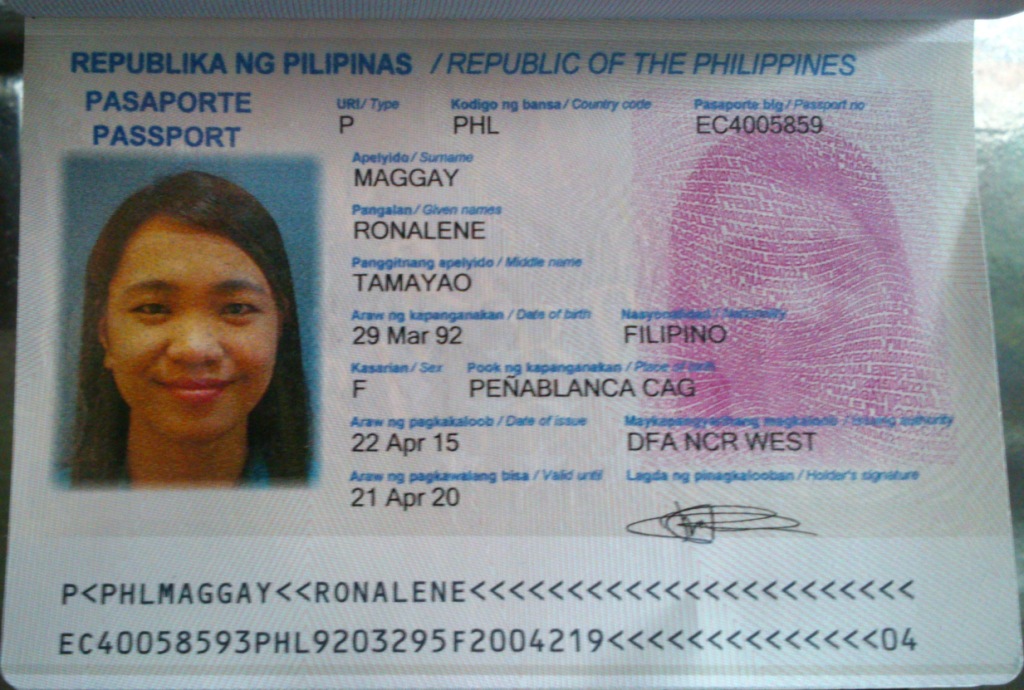 REPUBLIKA NG PILIPINAS / REPUBLIC OF THE PHILIPPINES
PASAPORTE
PASSPORT
URI/ Type Kodigo ng bansa / Country code Pasaporte blg / Passport no
P PHL EC4005859
Apelyido / Surname
MAGGAY
Pangalan / Given names
RONALENE
Panggitnang apelyido / Middle name
TAMAYAO
Araw ng kapanganakan / Date of birth Nasyonalidad / Nationality
29 Mar 92 FILIPINO
Kasarian / Sex Pook ng kapanganakan / Place of birth
F PEÑABLANCA CAG
Araw ng pagkakaloob / Date of issue Maykapangyarihang magkaloob / Issuing authority
22 Apr 15 DFA NCR WEST
Araw ng pagkawalang bisa / Valid until Lagda ng pinagkalooban / Holder's signature
21 Apr 20
P<PHLMAGGAY<<RONALENE<<<<<<<<<<<<<<<<<<<<<<<
EC40058593PHL9203295F2004219<<<<<<<<<<<<<<04